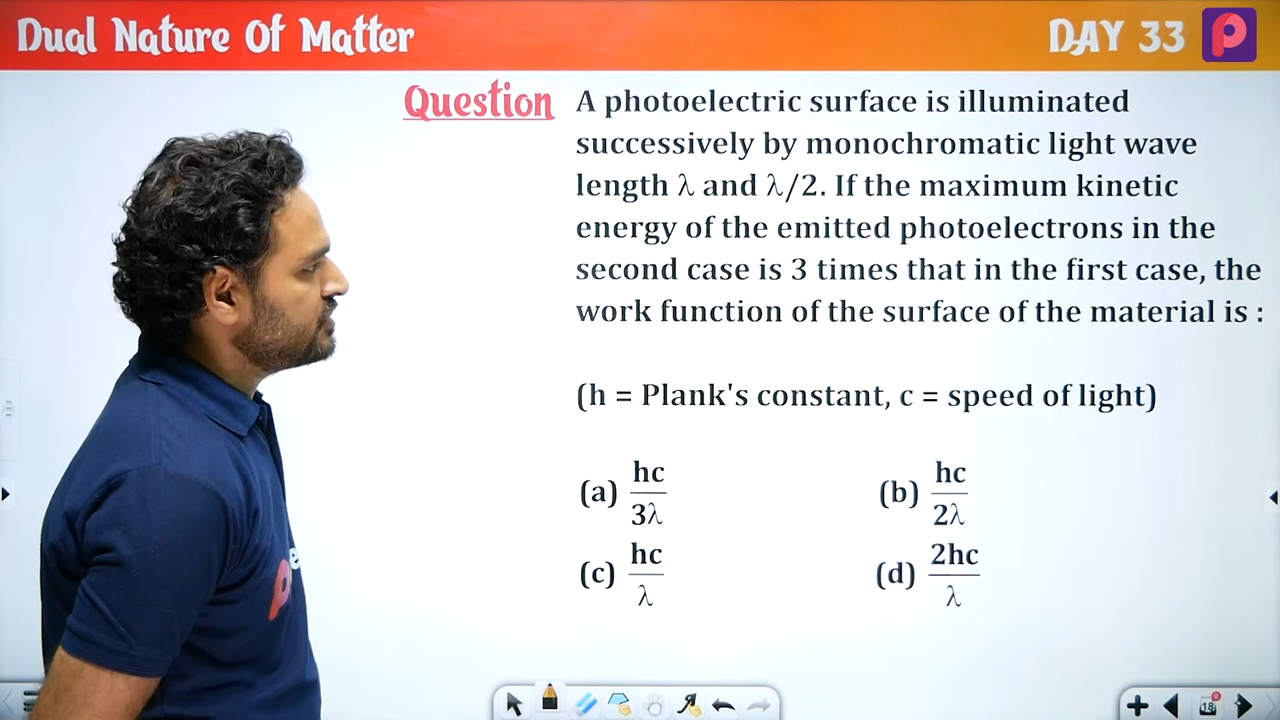 Dual Nature Of Matter
DAY 33
Question
A photoelectric surface is illuminated
successively by monochromatic light wave
length λ and λ/2. If the maximum kinetic
energy of the emitted photoelectrons in the
second case is 3 times that in the first case, the
work function of the surface of the material is :
(h = Plank's constant, c = speed of light)
(a) hc/3λ
(b) hc/2λ
(c) hc/λ
(d) 2hc/λ
18